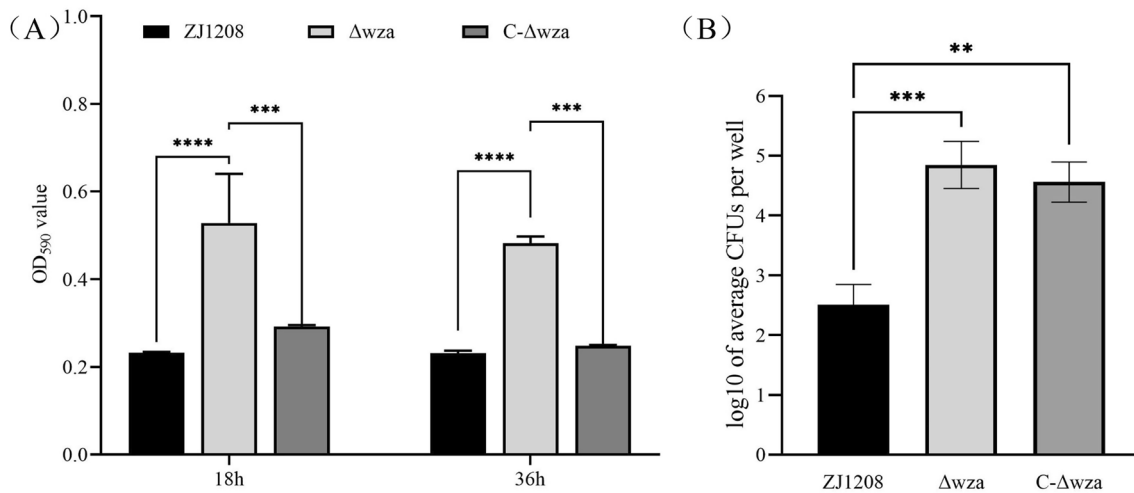 (A)
OD590 value
1.0
0.8
0.6
0.4
0.2
0.0
ZJ1208 Δwza C-Δwza
**** ***
**** ***
18h 36h
(B)
log10 of average CFUs per well
6
5
4
3
2
1
0
**
***
ZJ1208 Δwza C-Δwza